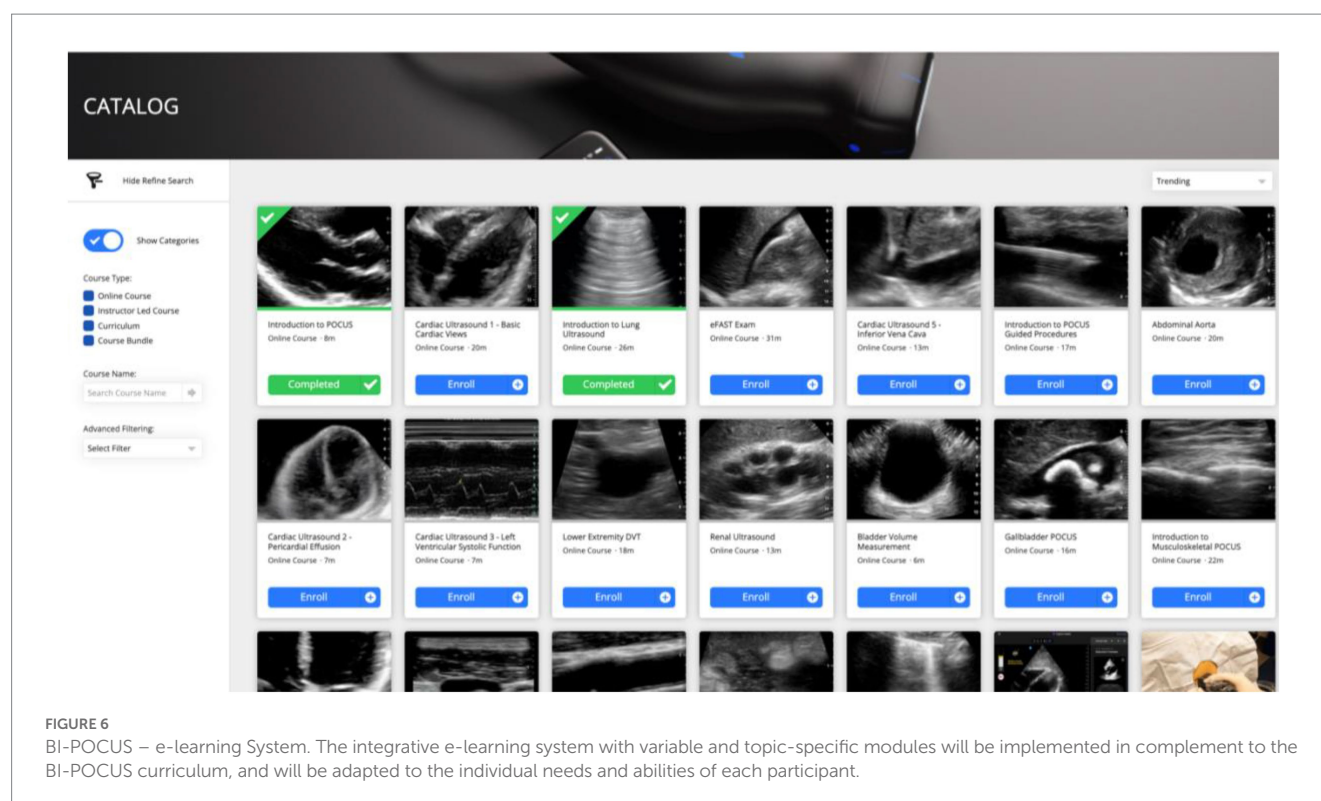 CATALOG
Hide Refine Search
Trending
Show Categories
Course Type:
Online Course
Instructor Led Course
Curriculum
Course Bundle
Course Name:
Search Course Name
Advanced Filtering:
Select Filter
Introduction to POCUS
Online Course · 8m
Completed
Cardiac Ultrasound 1 - Basic
Cardiac Views
Online Course · 20m
Enroll
Introduction to Lung
Ultrasound
Online Course · 26m
Completed
eFAST Exam
Online Course · 31m
Enroll
Cardiac Ultrasound 5 -
Inferior Vena Cava
Online Course · 13m
Enroll
Introduction to POCUS
Guided Procedures
Online Course · 17m
Enroll
Abdominal Aorta
Online Course · 20m
Enroll
Cardiac Ultrasound 2 -
Pericardial Effusion
Online Course · 7m
Enroll
Cardiac Ultrasound 3 - Left
Ventricular Systolic Function
Online Course · 7m
Enroll
Lower Extremity DVT
Online Course · 18m
Enroll
Renal Ultrasound
Online Course · 13m
Enroll
Bladder Volume
Measurement
Online Course · 6m
Enroll
Gallbladder POCUS
Online Course · 16m
Enroll
Introduction to
Musculoskeletal POCUS
Online Course · 22m
Enroll
FIGURE 6
BI-POCUS – e-learning System. The integrative e-learning system with variable and topic-specific modules will be implemented in complement to the
BI-POCUS curriculum, and will be adapted to the individual needs and abilities of each participant.